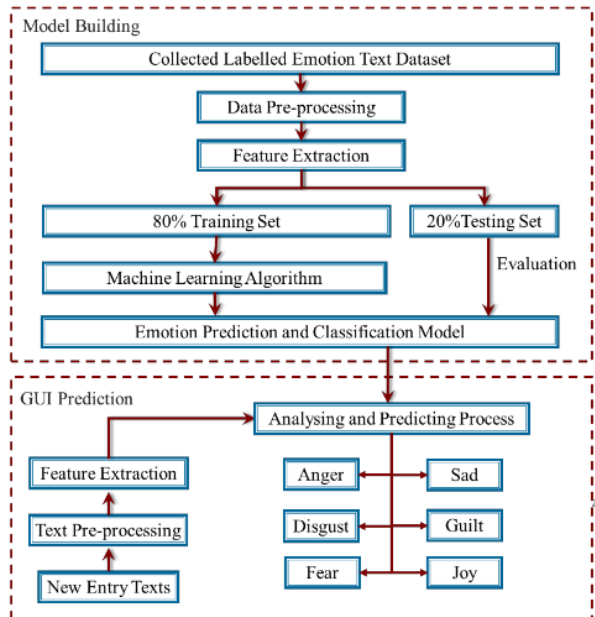 Model Building
Collected Labelled Emotion Text Dataset
Data Pre-processing
Feature Extraction
80% Training Set
20%Testing Set
Evaluation
Machine Learning Algorithm
Emotion Prediction and Classification Model
GUI Prediction
Analysing and Predicting Process
Feature Extraction
Text Pre-processing
New Entry Texts
Anger
Sad
Disgust
Guilt
Fear
Joy